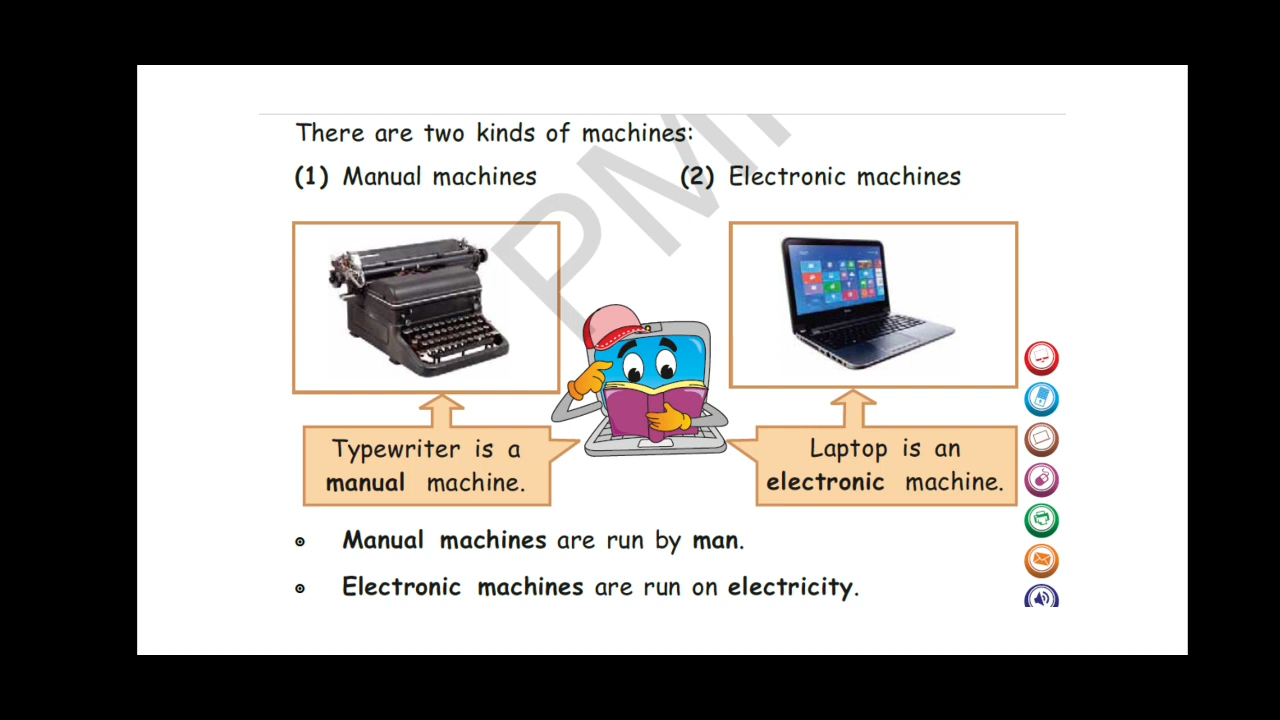 There are two kinds of machines:
(1) Manual machines
(2) Electronic machines
Typewriter is a
manual machine.
Laptop is an
electronic machine.
Manual machines are run by man.
Electronic machines are run on electricity.